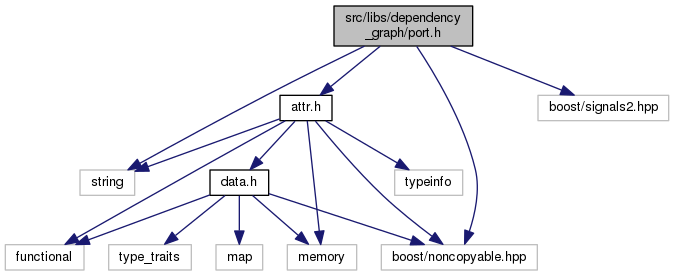 src/libs/dependency
_graph/port.h
attr.h
boost/signals2.hpp
string
data.h
typeinfo
functional
type_traits
map
memory
boost/noncopyable.hpp